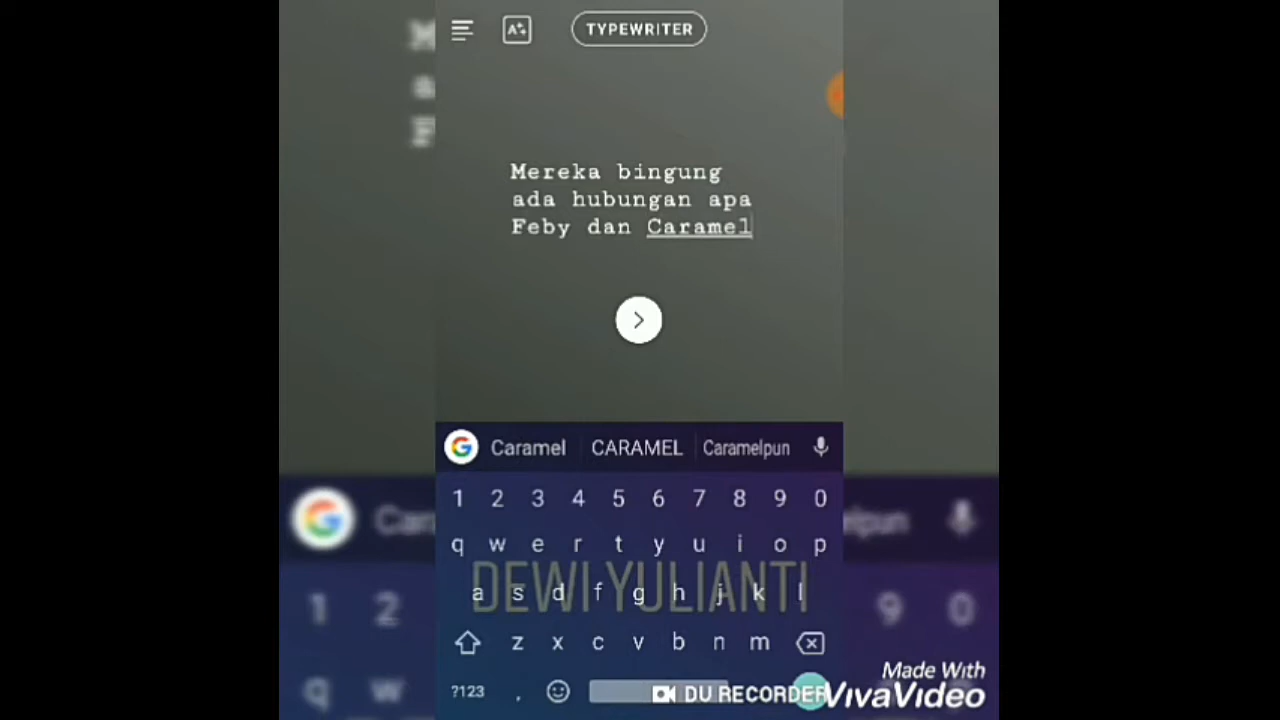 TYPEWRITER
Mereka bingung
ada hubungan apa
Feby dan Caramel
Caramel CARAMEL Caramelpun
1 2 3 4 5 6 7 8 9 0
q w e r t y u i o p
DEWI YULIANTI
a s d f g h j k l
z x c v b n m
?123 ,
DU RECORDER
Made With
VivaVideo